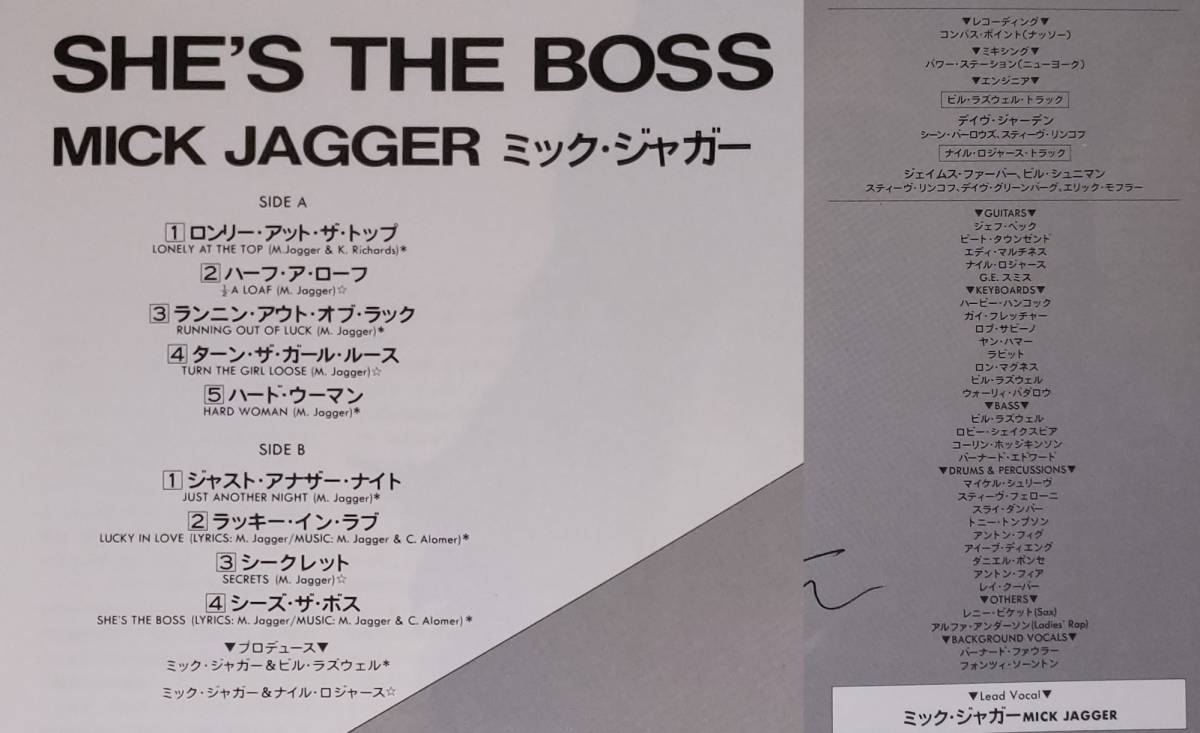 SHE'S THE BOSS
MICK JAGGER ミック・ジャガー
SIDE A
1 ロンリー・アット・ザ・トップ
LONELY AT THE TOP (M.Jagger & K. Richards)*
2 ハーフ・ア・ローフ
½ A LOAF (M. Jagger)☆
3 ランニン・アウト・オブ・ラック
RUNNING OUT OF LUCK (M. Jagger)*
4 ターン・ザ・ガール・ルース
TURN THE GIRL LOOSE (M. Jagger)☆
5 ハード・ウーマン
HARD WOMAN (M. Jagger)*
SIDE B
1 ジャスト・アナザー・ナイト
JUST ANOTHER NIGHT (M. Jagger)*
2 ラッキー・イン・ラブ
LUCKY IN LOVE (LYRICS: M. Jagger/MUSIC: M. Jagger & C. Alomer)*
3 シークレット
SECRETS (M. Jagger)☆
4 シーズ・ザ・ボス
SHE'S THE BOSS (LYRICS: M. Jagger/MUSIC: M. Jagger & C. Alomer)*
▼プロデュース▼
ミック・ジャガー&ビル・ラズウェル*
ミック・ジャガー&ナイル・ロジャース☆
▼レコーディング▼
コンパス・ポイント(ナッソー)
▼ミキシング▼
パワー・ステーション(ニューヨーク)
▼エンジニア▼
ビル・ラズウェル・トラック
デイヴ・ジャーデン
シーン・バーロウズ、スティーヴ・リンコフ
ナイル・ロジャース・トラック
ジェイムス・ファーバー、ビル・シュニマン
スティーヴ・リンコフ、デイヴ・グリーンバーグ、エリック・モフラー
▼GUITARS▼
ジェフ・ベック
ピート・タウンゼンド
エディ・マルチネス
ナイル・ロジャース
G.E. スミス
▼KEYBOARDS▼
ハービー・ハンコック
ガイ・フレッチャー
ロブ・サビーノ
ヤン・ハマー
ラビット
ロン・マグネス
ビル・ラズウェル
ウォーリィ・バダロウ
▼BASS▼
ビル・ラズウェル
ロビー・シェイクスピア
コーリン・ホッジキンソン
バーナード・エドワード
▼DRUMS & PERCUSSIONS▼
マイケル・シュリーヴ
スティーヴ・フェローニ
スライ・ダンバー
トニー・トンプソン
アントン・フィグ
アイーブ・ディエング
ダニエル・ポンセ
アントン・フィア
レイ・クーパー
▼OTHERS▼
レニー・ピケット(Sax)
アルファ・アンダーソン(Ladies' Rap)
▼BACKGROUND VOCALS▼
バーナード・ファウラー
フォンツィ・ソーントン
▼Lead Vocal▼
ミック・ジャガー MICK JAGGER